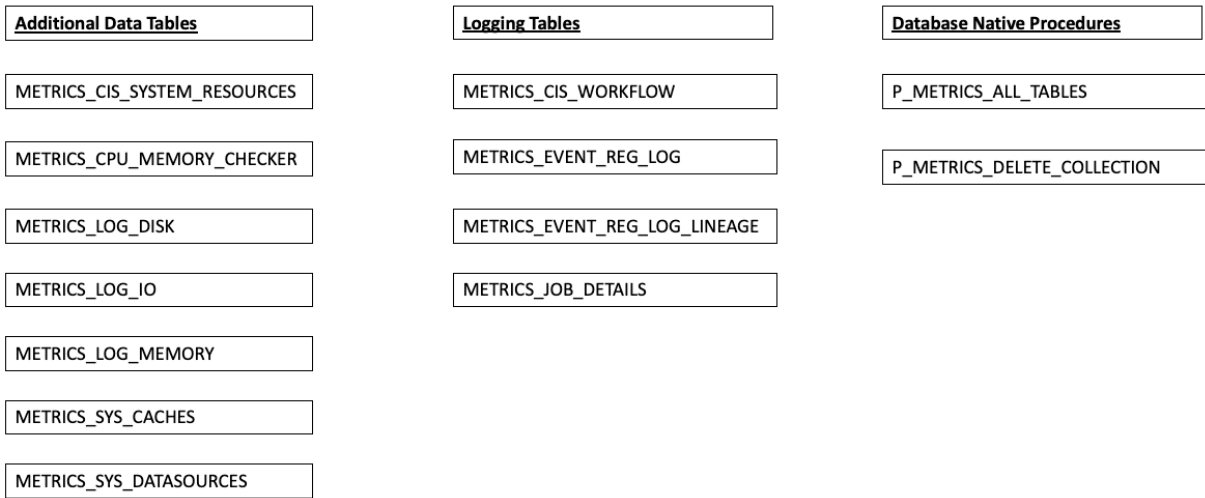 Additional Data Tables
METRICS_CIS_SYSTEM_RESOURCES
METRICS_CPU_MEMORY_CHECKER
METRICS_LOG_DISK
METRICS_LOG_IO
METRICS_LOG_MEMORY
METRICS_SYS_CACHES
METRICS_SYS_DATASOURCES
Logging Tables
METRICS_CIS_WORKFLOW
METRICS_EVENT_REG_LOG
METRICS_EVENT_REG_LOG_LINEAGE
METRICS_JOB_DETAILS
Database Native Procedures
P_METRICS_ALL_TABLES
P_METRICS_DELETE_COLLECTION